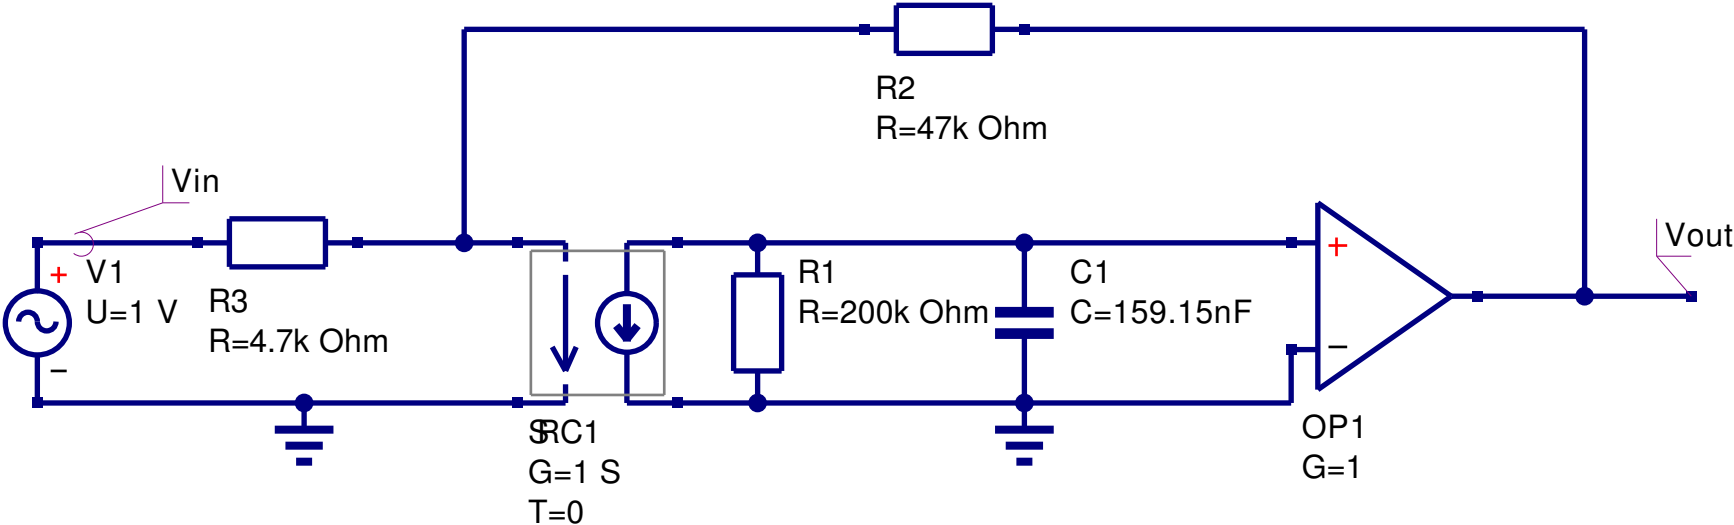 R2
R=47k Ohm
Vin
V1
U=1 V
R3
R=4.7k Ohm
R1
R=200k Ohm
C1
C=159.15nF
Vout
SRC1
G=1 S
T=0
OP1
G=1
+
−
+
−